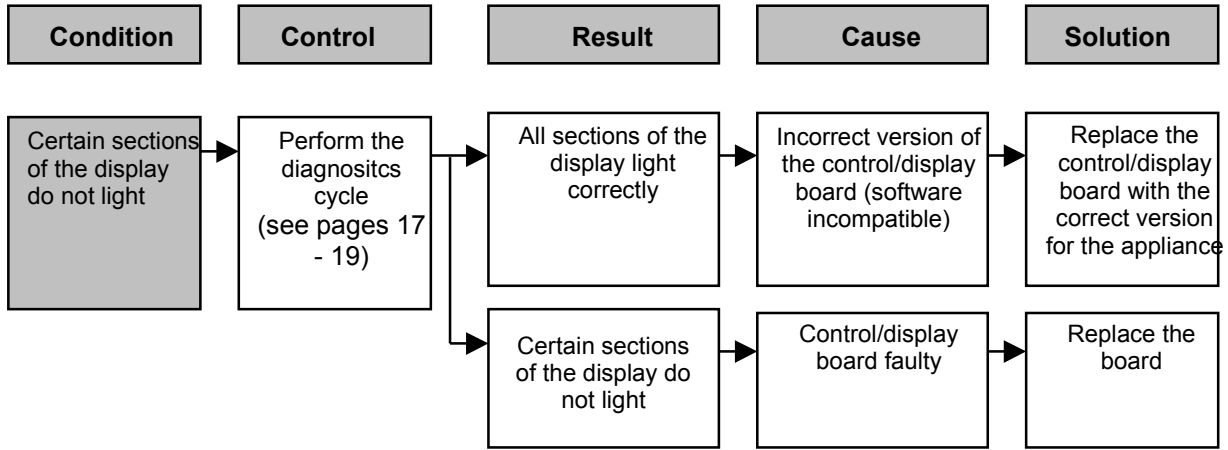 Condition
Control
Result
Cause
Solution
Certain sections
of the display
do not light
Perform the
diagnositcs
cycle
(see pages 17
- 19)
All sections of the
display light
correctly
Incorrect version of
the control/display
board (software
incompatible)
Replace the
control/display
board with the
correct version
for the appliance
Certain sections
of the display do
not light
Control/display
board faulty
Replace the
board